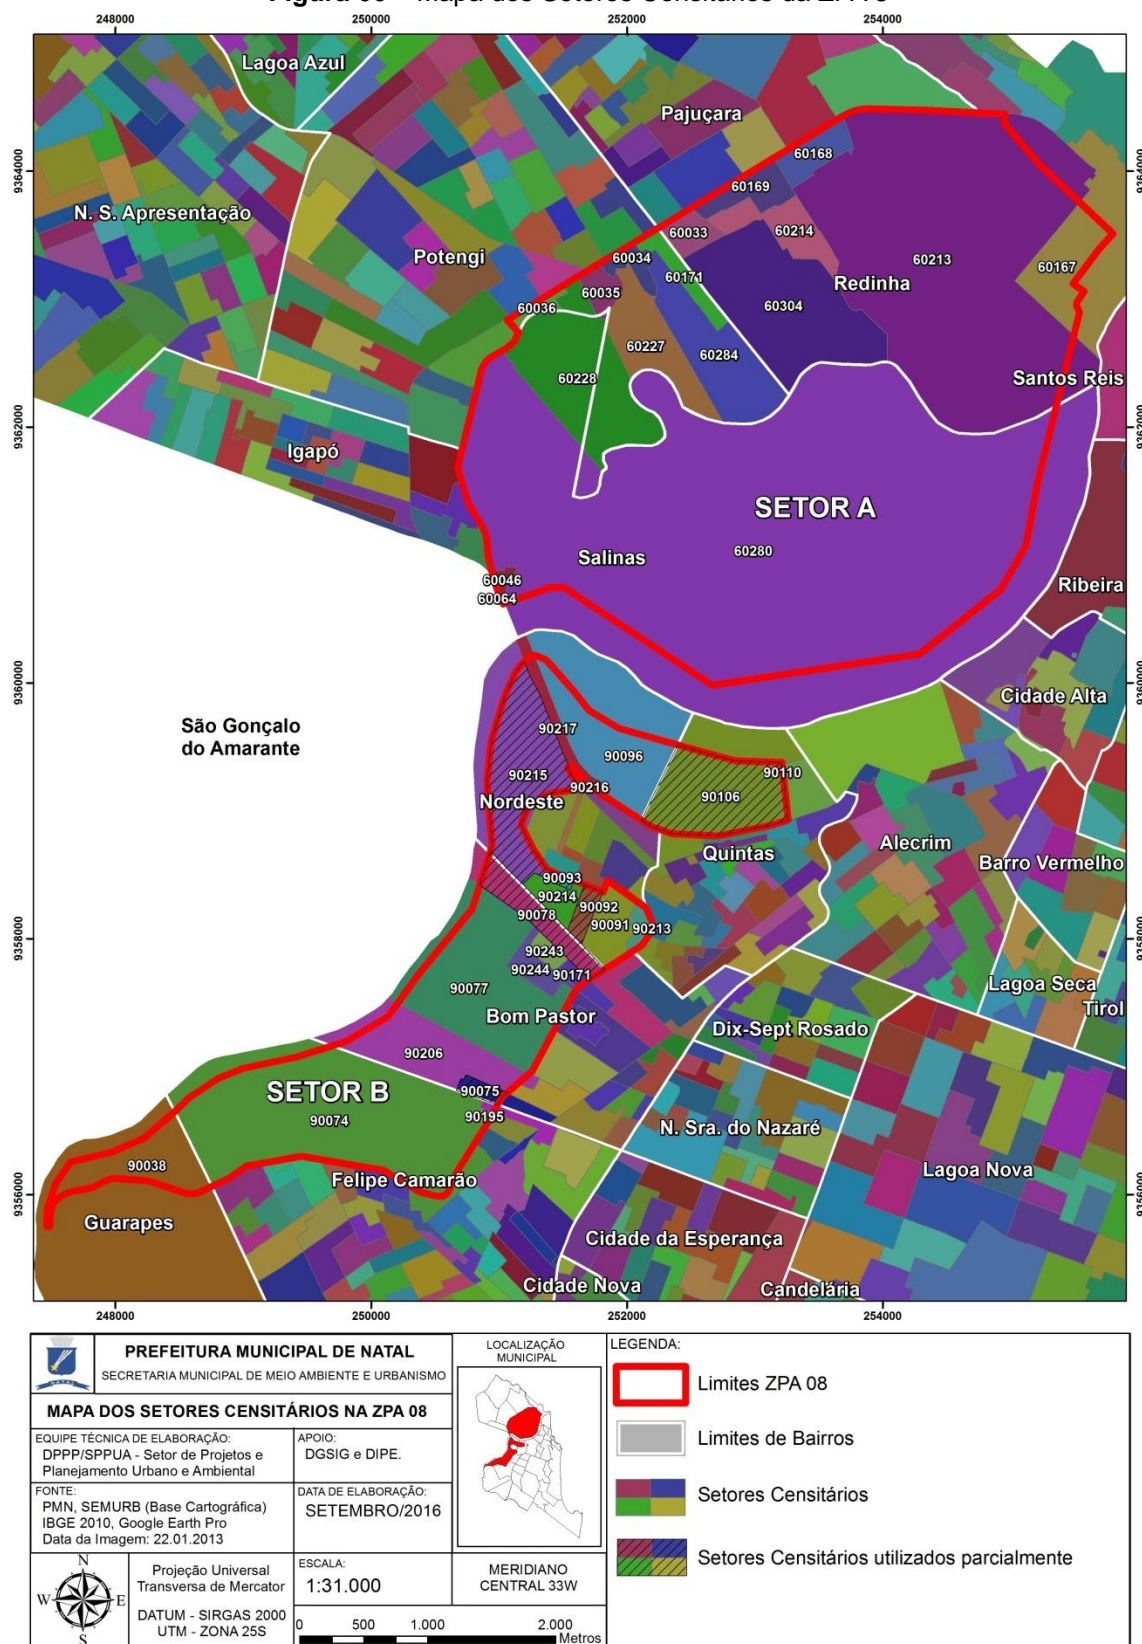 248000
250000
252000
254000
Lagoa Azul
Pajuçara
60168
9364000
9364000
60169
N. S. Apresentação
60033
60214
Potengi
60034
60213
60167
60171
Redinha
60035
60036
60304
60227
60284
60228
Santos Reis
9362000
9362000
Igapó
SETOR A
60280
Salinas
60046
60064
Ribeira
9360000
9360000
Cidade Alta
São Gonçalo
do Amarante
90217
90096
90215
90110
90216
90106
Nordeste
Quintas
Alecrim
Barro Vermelho
90093
90214
90092
90078
90091
90213
9358000
9358000
90243
90244
90171
90077
Lagoa Seca
Tirol
Bom Pastor
Dix-Sept Rosado
90206
SETOR B
90075
90074
90195
N. Sra. do Nazaré
90038
Felipe Camarão
Lagoa Nova
9356000
9356000
Guarapes
Cidade da Esperança
Cidade Nova
Candelária
248000
250000
252000
254000
NATAL
PREFEITURA MUNICIPAL DE NATAL
SECRETARIA MUNICIPAL DE MEIO AMBIENTE E URBANISMO
MAPA DOS SETORES CENSITÁRIOS NA ZPA 08
EQUIPE TÉCNICA DE ELABORAÇÃO:
DPPP/SPPUA - Setor de Projetos e
Planejamento Urbano e Ambiental
APOIO:
DGSIG e DIPE.
FONTE:
PMN, SEMURB (Base Cartográfica)
IBGE 2010, Google Earth Pro
Data da Imagem: 22.01.2013
DATA DE ELABORAÇÃO:
SETEMBRO/2016
N
W
E
S
Projeção Universal
Transversa de Mercator
DATUM - SIRGAS 2000
UTM - ZONA 25S
ESCALA:
1:31.000
MERIDIANO
CENTRAL 33W
0 500 1.000 2.000
Metros
LOCALIZAÇÃO
MUNICIPAL
LEGENDA:
Limites ZPA 08
Limites de Bairros
Setores Censitários
Setores Censitários utilizados parcialmente